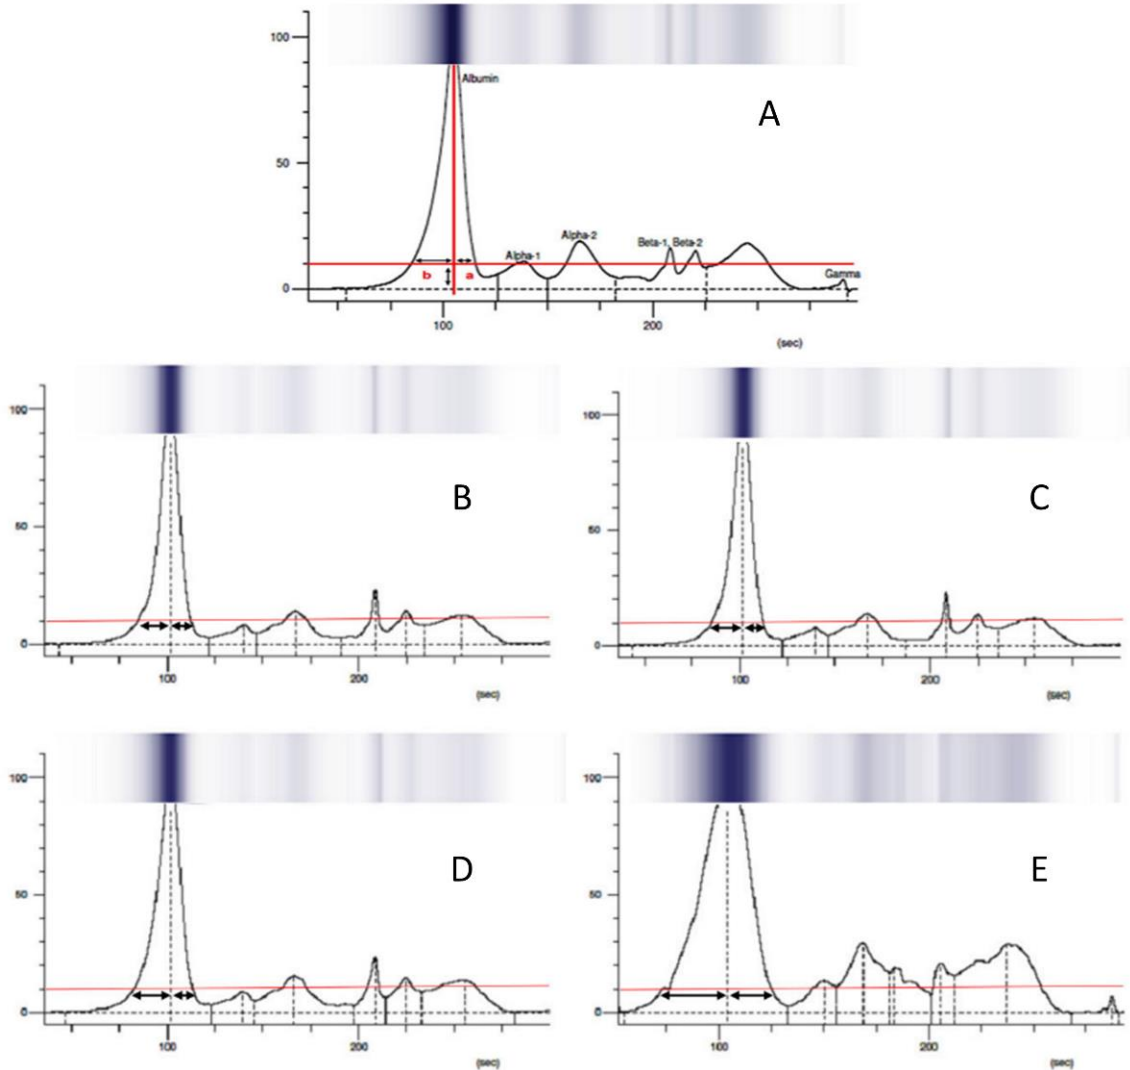 100
Albumin
A
50
Alpha-2
Beta-1, Beta-2
Alpha-1
b a
Gamma
0
100 200
(sec)
100 100
B C
50 50
0 0
100 200 100 200
(sec) (sec)
100 100
D E
50 50
0 0
100 200 100 200
(sec) (sec)